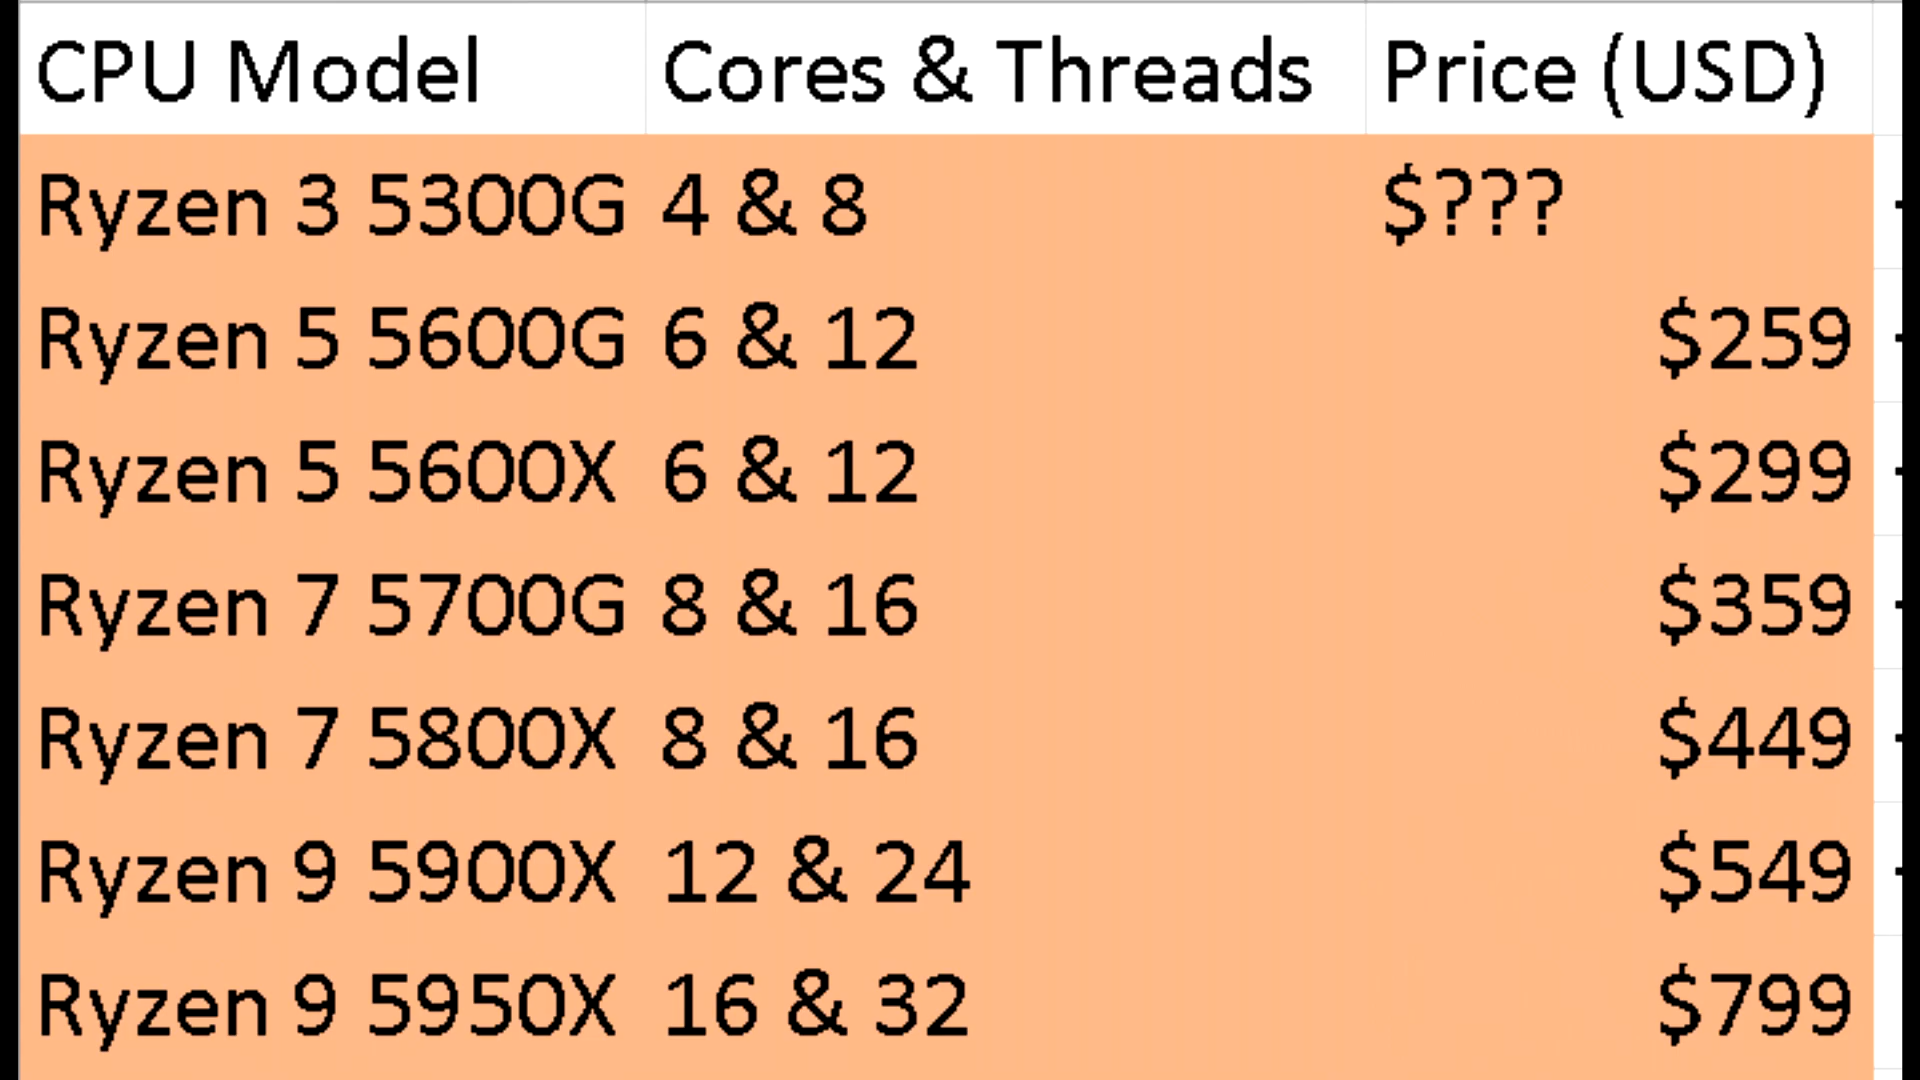 CPU Model Cores & Threads Price (USD)
Ryzen 3 5300G 4 & 8 $???
Ryzen 5 5600G 6 & 12 $259
Ryzen 5 5600X 6 & 12 $299
Ryzen 7 5700G 8 & 16 $359
Ryzen 7 5800X 8 & 16 $449
Ryzen 9 5900X 12 & 24 $549
Ryzen 9 5950X 16 & 32 $799